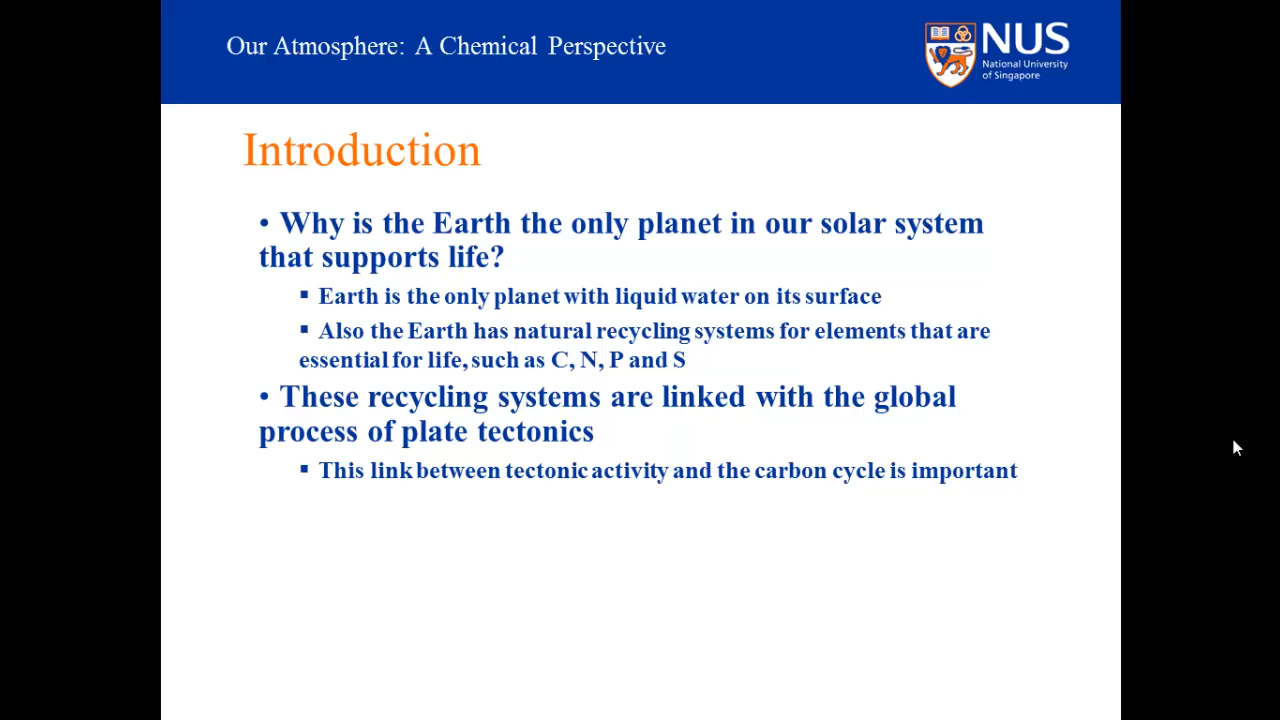 Our Atmosphere: A Chemical Perspective
NUS
National University
of Singapore
Introduction
• Why is the Earth the only planet in our solar system
that supports life?
▪ Earth is the only planet with liquid water on its surface
▪ Also the Earth has natural recycling systems for elements that are
essential for life, such as C, N, P and S
• These recycling systems are linked with the global
process of plate tectonics
▪ This link between tectonic activity and the carbon cycle is important